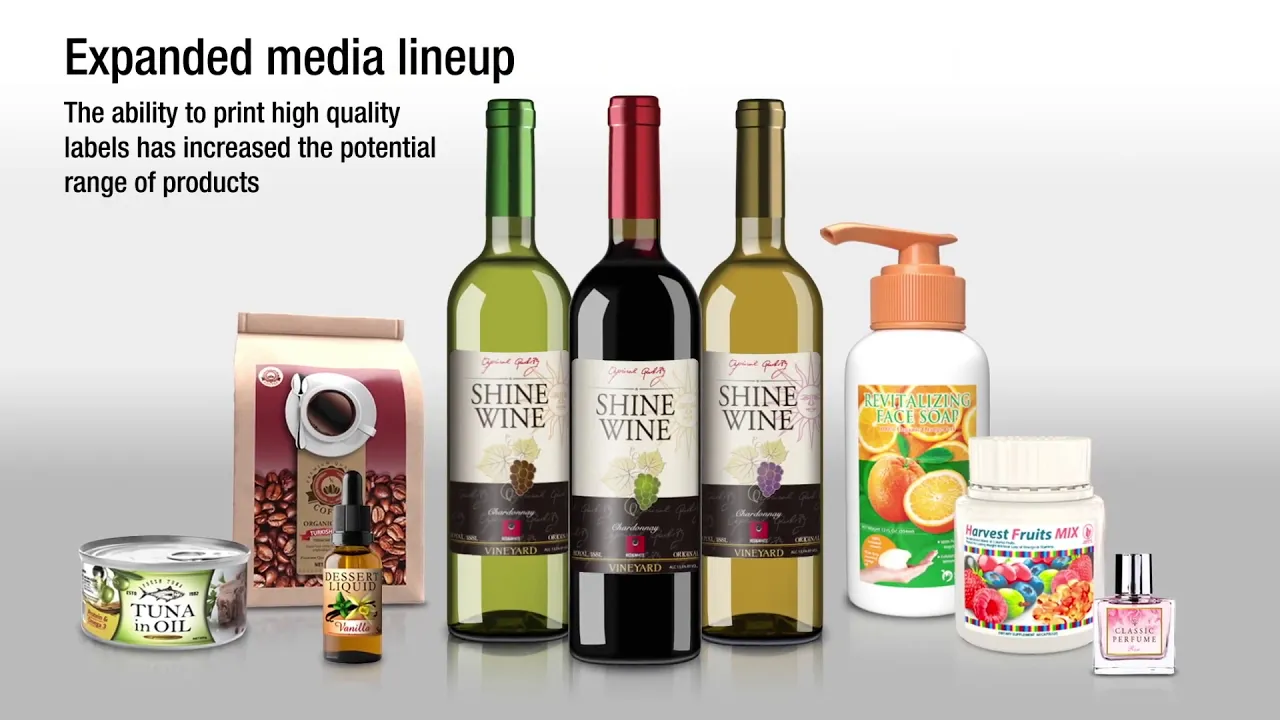 Expanded media lineup
The ability to print high quality
labels has increased the potential
range of products
SHINE
WINE
VINEYARD
SHINE
WINE
Chardonnay
ORIGINAL
VINEYARD
SHINE
WINE
Chardonnay
ORIGINAL
VINEYARD
REVITALIZING
FACE SOAP
Harvest Fruits MIX
CLASSIC
PERFUME
TUNA
in OIL
DESSERT
LIQUID
Vanilla